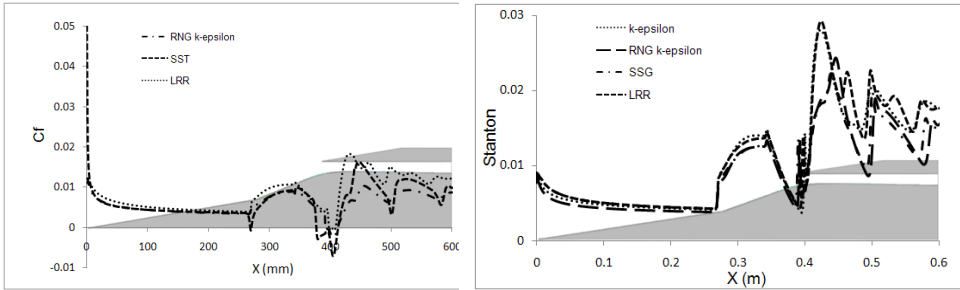 0.05
0.04
0.03
0.02
0.01
0
-0.01
Cf
RNG k-epsilon
SST
LRR
0
100
200
300
400
500
600
X (mm)
0.03
0.02
0.01
0
Stanton
k-epsilon
RNG k-epsilon
SSG
LRR
0
0.1
0.2
0.3
0.4
0.5
0.6
X (m)